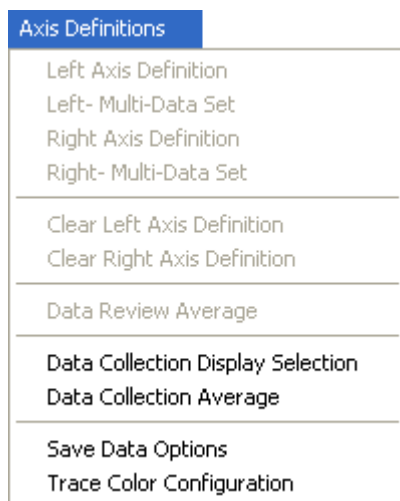 Axis Definitions
Left Axis Definition
Left- Multi-Data Set
Right Axis Definition
Right- Multi-Data Set
Clear Left Axis Definition
Clear Right Axis Definition
Data Review Average
Data Collection Display Selection
Data Collection Average
Save Data Options
Trace Color Configuration